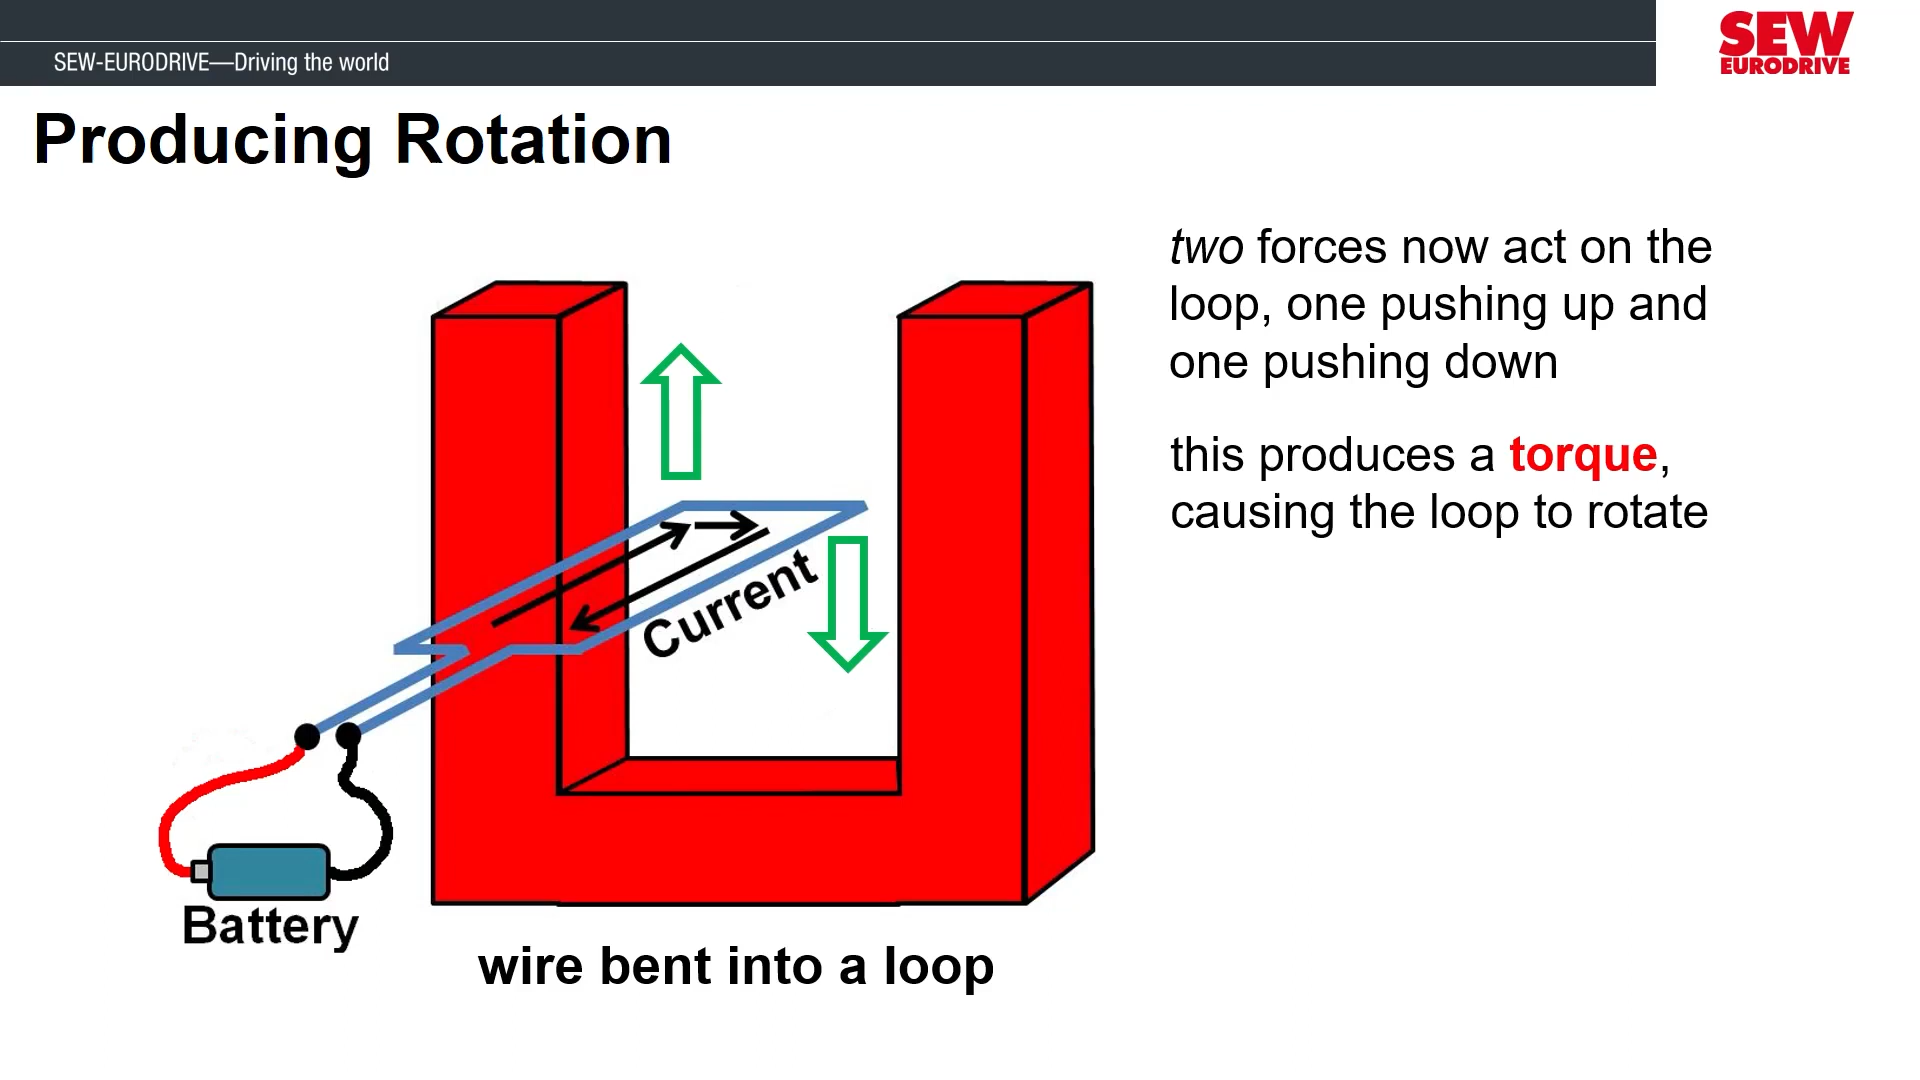 SEW-EURODRIVE—Driving the world
SEW
EURODRIVE
Producing Rotation
two forces now act on the
loop, one pushing up and
one pushing down
this produces a torque,
causing the loop to rotate
Current
Battery
wire bent into a loop